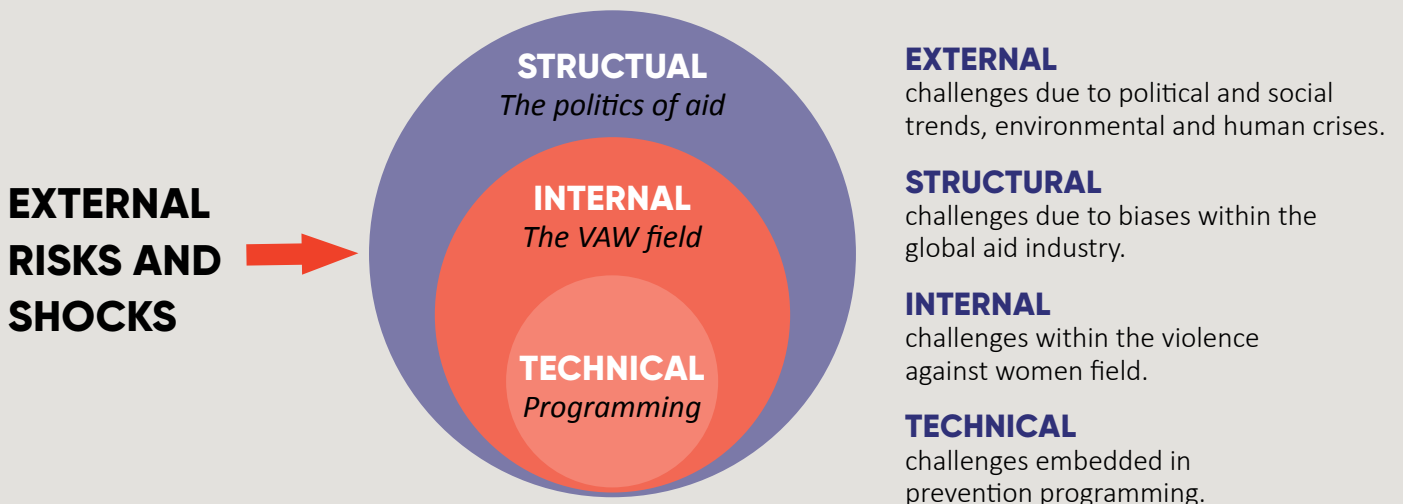 EXTERNAL
RISKS AND
SHOCKS
STRUCTUAL
The politics of aid
INTERNAL
The VAW field
TECHNICAL
Programming
EXTERNAL
challenges due to political and social
trends, environmental and human crises.
STRUCTURAL
challenges due to biases within the
global aid industry.
INTERNAL
challenges within the violence
against women field.
TECHNICAL
challenges embedded in
prevention programming.